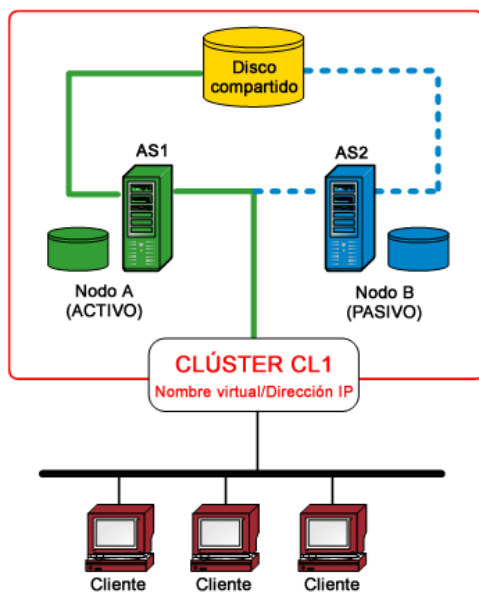 Disco
compartido
AS1
AS2
Nodo A
(ACTIVO)
Nodo B
(PASIVO)
CLÚSTER CL1
Nombre virtual/Dirección IP
Cliente
Cliente
Cliente